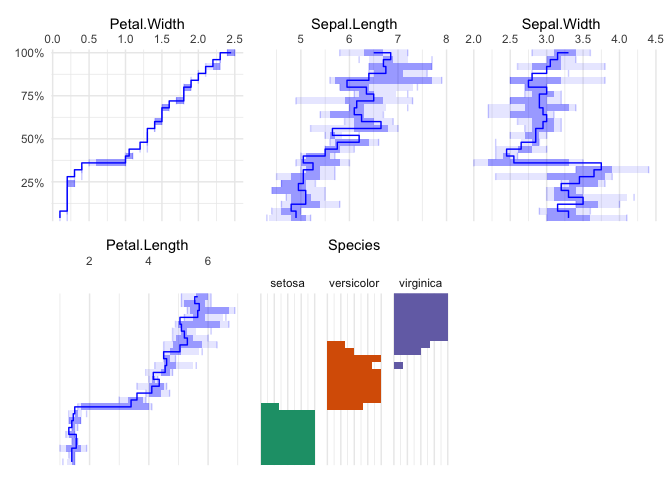 Petal.Width Sepal.Length Sepal.Width
0.0 0.5 1.0 1.5 2.0 2.5 5 6 7 8 2.0 2.5 3.0 3.5 4.0 4.5
100%
75%
50%
25%
Petal.Length Species
2 4 6
setosa versicolor virginica